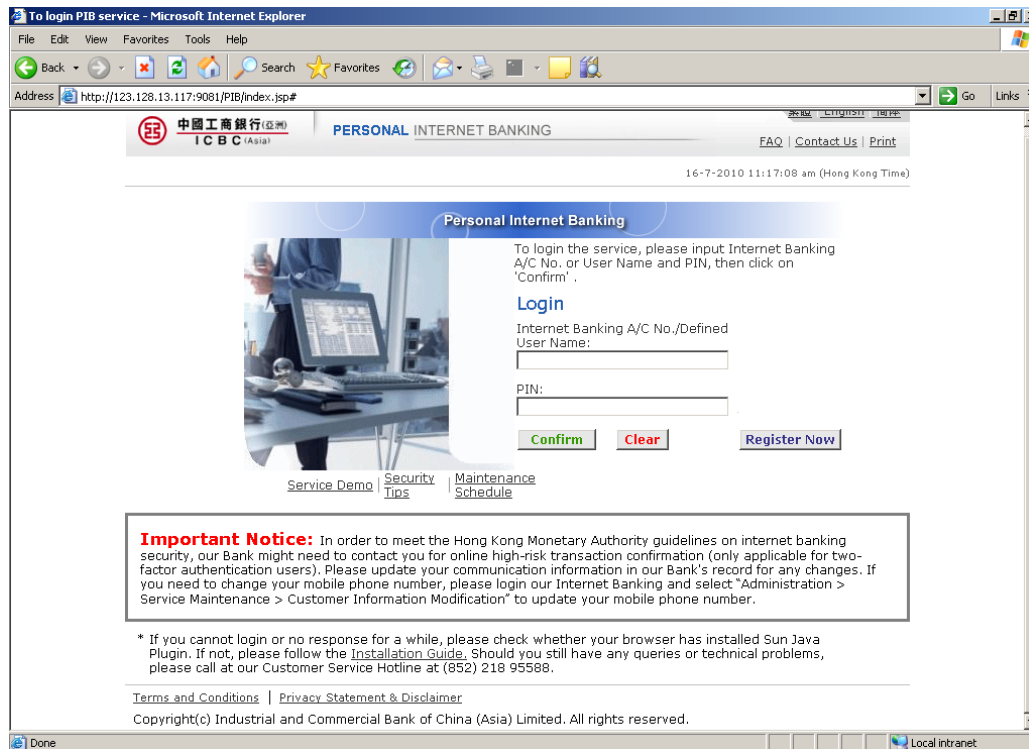 To login PIB service - Microsoft Internet Explorer
File Edit View Favorites Tools Help
Back Search Favorites
Address http://123.128.13.117:9081/PIB/index.jsp# Go Links
中國工商銀行(亞洲)
ICBC (Asia)
PERSONAL INTERNET BANKING
繁體 English 简体
FAQ | Contact Us | Print
16-7-2010 11:17:08 am (Hong Kong Time)
Personal Internet Banking
To login the service, please input Internet Banking
A/C No. or User Name and PIN, then click on
'Confirm' .
Login
Internet Banking A/C No./Defined
User Name:
PIN:
Confirm Clear Register Now
Service Demo | Security Tips | Maintenance Schedule
Important Notice: In order to meet the Hong Kong Monetary Authority guidelines on internet banking
security, our Bank might need to contact you for online high-risk transaction confirmation (only applicable for two-
factor authentication users). Please update your communication information in our Bank's record for any changes. If
you need to change your mobile phone number, please login our Internet Banking and select "Administration >
Service Maintenance > Customer Information Modification" to update your mobile phone number.
* If you cannot login or no response for a while, please check whether your browser has installed Sun Java
Plugin. If not, please follow the Installation Guide. Should you still have any queries or technical problems,
please call at our Customer Service Hotline at (852) 218 95588.
Terms and Conditions | Privacy Statement & Disclaimer
Copyright(c) Industrial and Commercial Bank of China (Asia) Limited. All rights reserved.
Done Local intranet